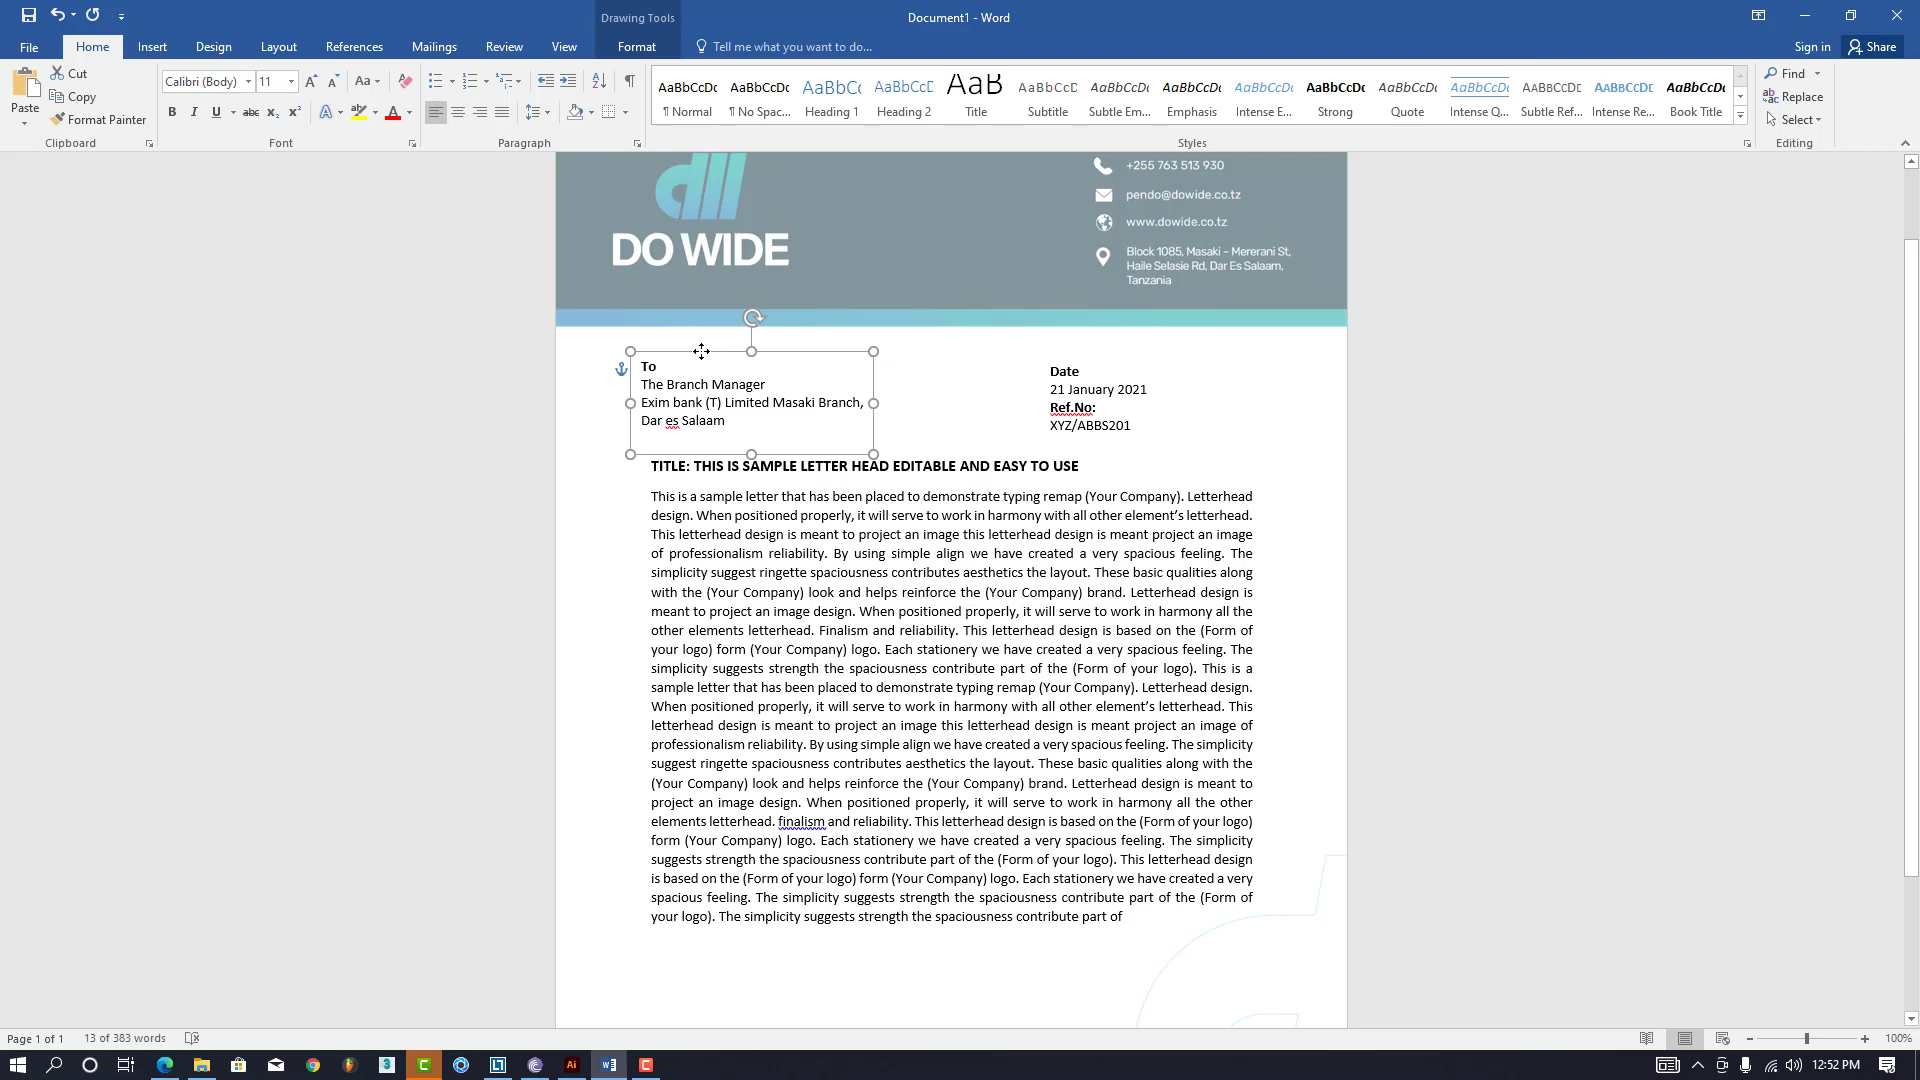 Drawing Tools
Document1 - Word
File
Home
Insert
Design
Layout
References
Mailings
Review
View
Format
Tell me what you want to do...
Sign in
Share
Paste
Cut
Copy
Format Painter
Clipboard
Calibri (Body)
11
Font
Paragraph
AaBbCcDc AaBbCcDc AaBbC( AaBbCcD AaB AaBbCcD AaBbCcDc AaBbCcDc AaBbCcDc AaBbCcDc AaBbCcDc AaBbCcDc AABBCCDE AABBCCDE AaBbCcDc
¶ Normal ¶ No Spac... Heading 1 Heading 2 Title Subtitle Subtle Em... Emphasis Intense E... Strong Quote Intense Q... Subtle Ref... Intense Re... Book Title
Styles
Find
Replace
Select
Editing
DO WIDE
+255 763 513 930
pendo@dowide.co.tz
www.dowide.co.tz
Block 1085, Masaki – Mererani St,
Haile Selasie Rd, Dar Es Salaam,
Tanzania
To
The Branch Manager
Exim bank (T) Limited Masaki Branch,
Dar es Salaam
Date
21 January 2021
Ref.No:
XYZ/ABBS201
TITLE: THIS IS SAMPLE LETTER HEAD EDITABLE AND EASY TO USE
This is a sample letter that has been placed to demonstrate typing remap (Your Company). Letterhead
design. When positioned properly, it will serve to work in harmony with all other element’s letterhead.
This letterhead design is meant to project an image this letterhead design is meant project an image
of professionalism reliability. By using simple align we have created a very spacious feeling. The
simplicity suggest ringette spaciousness contributes aesthetics the layout. These basic qualities along
with the (Your Company) look and helps reinforce the (Your Company) brand. Letterhead design is
meant to project an image design. When positioned properly, it will serve to work in harmony all the
other elements letterhead. Finalism and reliability. This letterhead design is based on the (Form of
your logo) form (Your Company) logo. Each stationery we have created a very spacious feeling. The
simplicity suggests strength the spaciousness contribute part of the (Form of your logo). This is a
sample letter that has been placed to demonstrate typing remap (Your Company). Letterhead design.
When positioned properly, it will serve to work in harmony with all other element’s letterhead. This
letterhead design is meant to project an image this letterhead design is meant project an image of
professionalism reliability. By using simple align we have created a very spacious feeling. The simplicity
suggest ringette spaciousness contributes aesthetics the layout. These basic qualities along with the
(Your Company) look and helps reinforce the (Your Company) brand. Letterhead design is meant to
project an image design. When positioned properly, it will serve to work in harmony all the other
elements letterhead. finalism and reliability. This letterhead design is based on the (Form of your logo)
form (Your Company) logo. Each stationery we have created a very spacious feeling. The simplicity
suggests strength the spaciousness contribute part of the (Form of your logo). This letterhead design
is based on the (Form of your logo) form (Your Company) logo. Each stationery we have created a very
spacious feeling. The simplicity suggests strength the spaciousness contribute part of the (Form of
your logo). The simplicity suggests strength the spaciousness contribute part of
Page 1 of 1
13 of 383 words
100%
12:52 PM